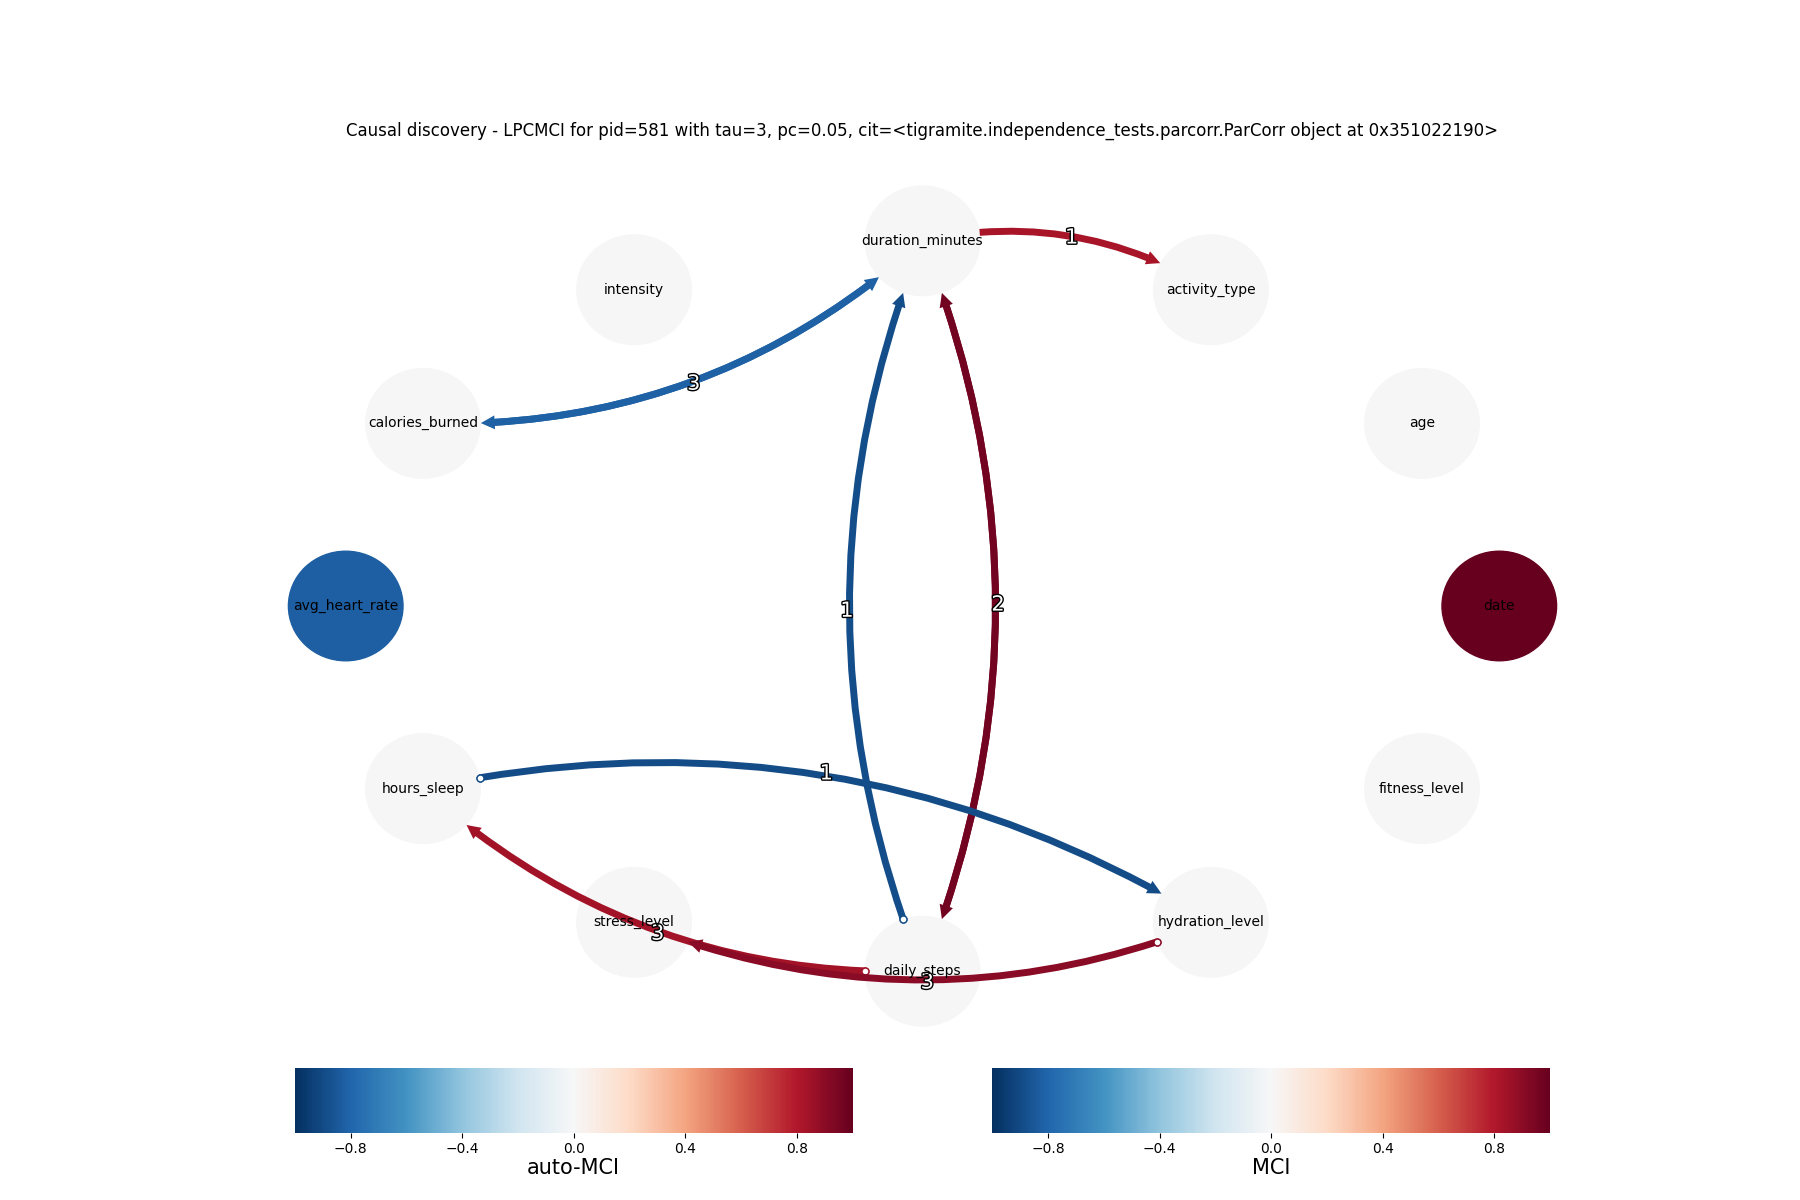 Causal discovery - LPCMCI for pid=581 with tau=3, pc=0.05, cit=<tigramite.independence_tests.parcorr.ParCorr object at 0x351022190>
duration_minutes
1
intensity
activity_type
3
calories_burned
age
avg_heart_rate
1
2
date
1
hours_sleep
fitness_level
stress_level
3
hydration_level
daily_steps
3
−0.8
−0.4
0.0
0.4
0.8
auto-MCI
−0.8
−0.4
0.0
0.4
0.8
MCI